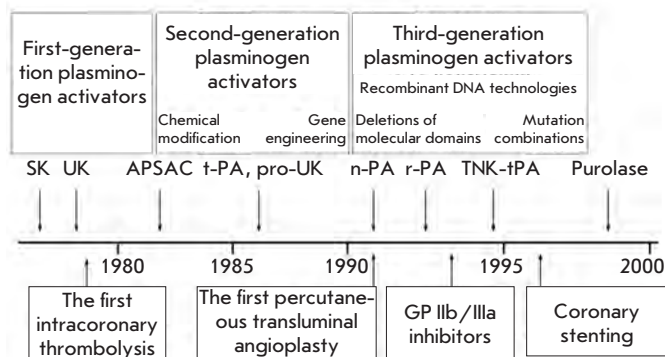 First-gener-
ation plasmino-
gen activators
Second-generation
plasminogen
activators
Chemical
modification
Gene
engineering
Third-generation
plasminogen activators
Recombinant DNA technologies
Deletions of
molecular domains
Mutation
combinations
SK UK APSAC t-PA, pro-UK n-PA r-PA TNK-tPA Purolase
1980 1985 1990 1995 2000
The first
intracoronary
thrombolysis
The first percutane-
ous transluminal
angioplasty
GP IIb/IIIa
inhibitors
Coronary
stenting